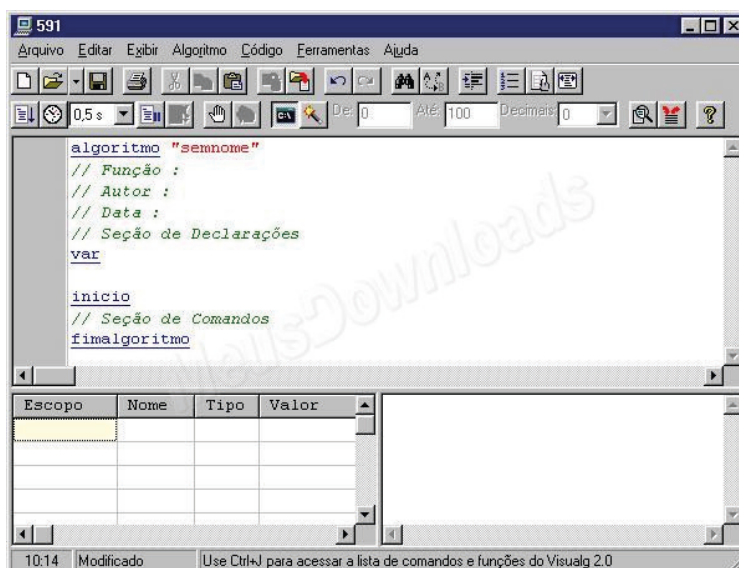 591
Arquivo Editar Exibir Algoritmo Código Ferramentas Ajuda
0,5 s De: 0 Até: 100 Decimais: 0
algoritmo "semnome"
// Função :
// Autor :
// Data :
// Seção de Declarações
var
inicio
// Seção de Comandos
fimalgoritmo
MeusDownloads
Escopo Nome Tipo Valor
10:14 Modificado Use Ctrl+J para acessar a lista de comandos e funções do Visualg 2.0